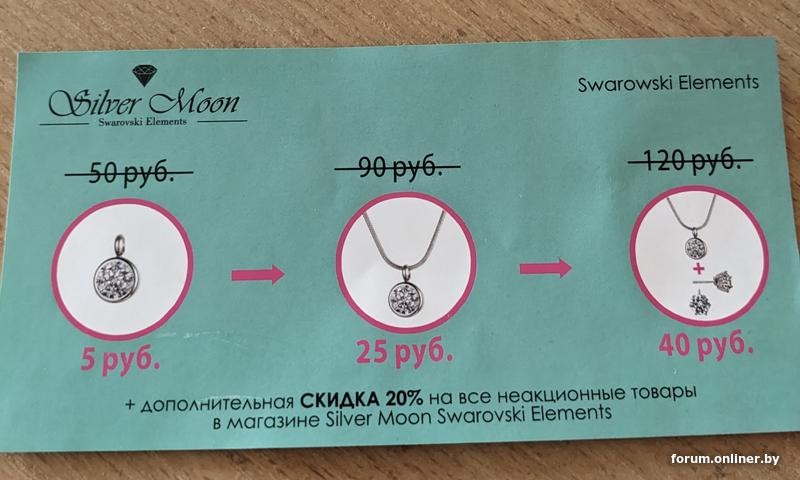 Silver Moon
Swarovski Elements
Swarowski Elements
50 руб.
90 руб.
120 руб.
+
5 руб.
25 руб.
40 руб.
+ дополнительная СКИДКА 20% на все неакционные товары
в магазине Silver Moon Swarovski Elements
forum.onliner.by